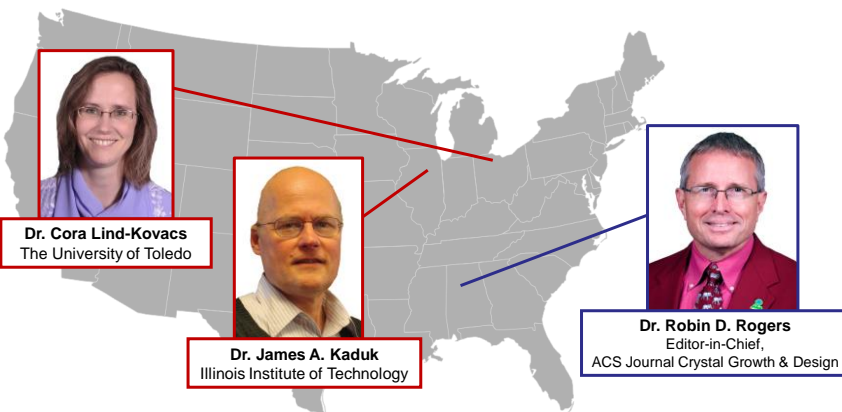 Dr. Cora Lind-Kovacs
The University of Toledo
Dr. James A. Kaduk
Illinois Institute of Technology
Dr. Robin D. Rogers
Editor-in-Chief,
ACS Journal Crystal Growth & Design